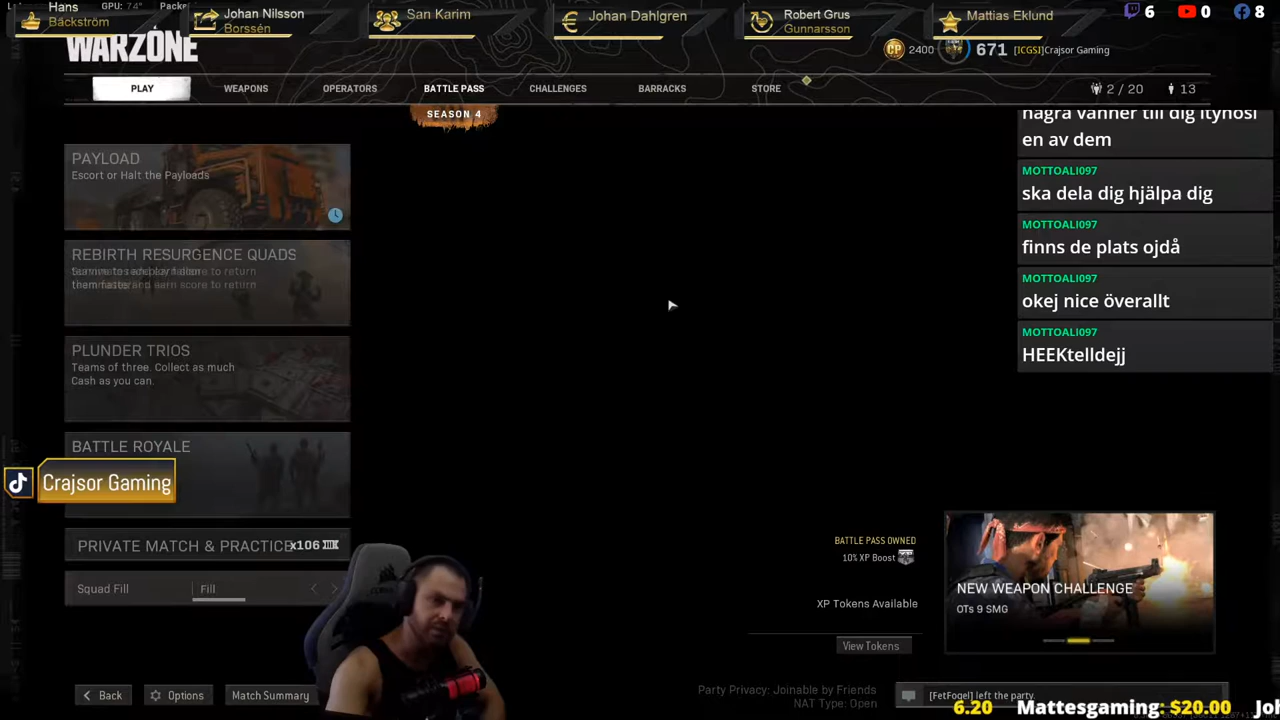 GPU: 74°
Hans
Bäckström
Johan Nilsson
Borssén
San Karim
Johan Dahlgren
Robert Grus
Gunnarsson
Mattias Eklund
6
0
8
WARZONE
2400
671
[ICGS]Crajsor Gaming
PLAY
WEAPONS
OPERATORS
BATTLE PASS
CHALLENGES
BARRACKS
STORE
2 / 20
13
SEASON 4
en av dem
MOTTOALI097
ska dela dig hjälpa dig
MOTTOALI097
finns de plats ojdå
MOTTOALI097
okej nice överallt
MOTTOALI097
HEEKtelldejj
PAYLOAD
Escort or Halt the Payloads
REBIRTH RESURGENCE QUADS
PLUNDER TRIOS
Teams of three. Collect as much
Cash as you can.
BATTLE ROYALE
Crajsor Gaming
PRIVATE MATCH & PRACTICE
x106
Squad Fill
Fill
BATTLE PASS OWNED
10% XP Boost
XP Tokens Available
View Tokens
NEW WEAPON CHALLENGE
OTs 9 SMG
Back
Options
Match Summary
Party Privacy: Joinable by Friends
NAT Type: Open
[FetFogel] left the party.
6.20
Mattesgaming: $20.00